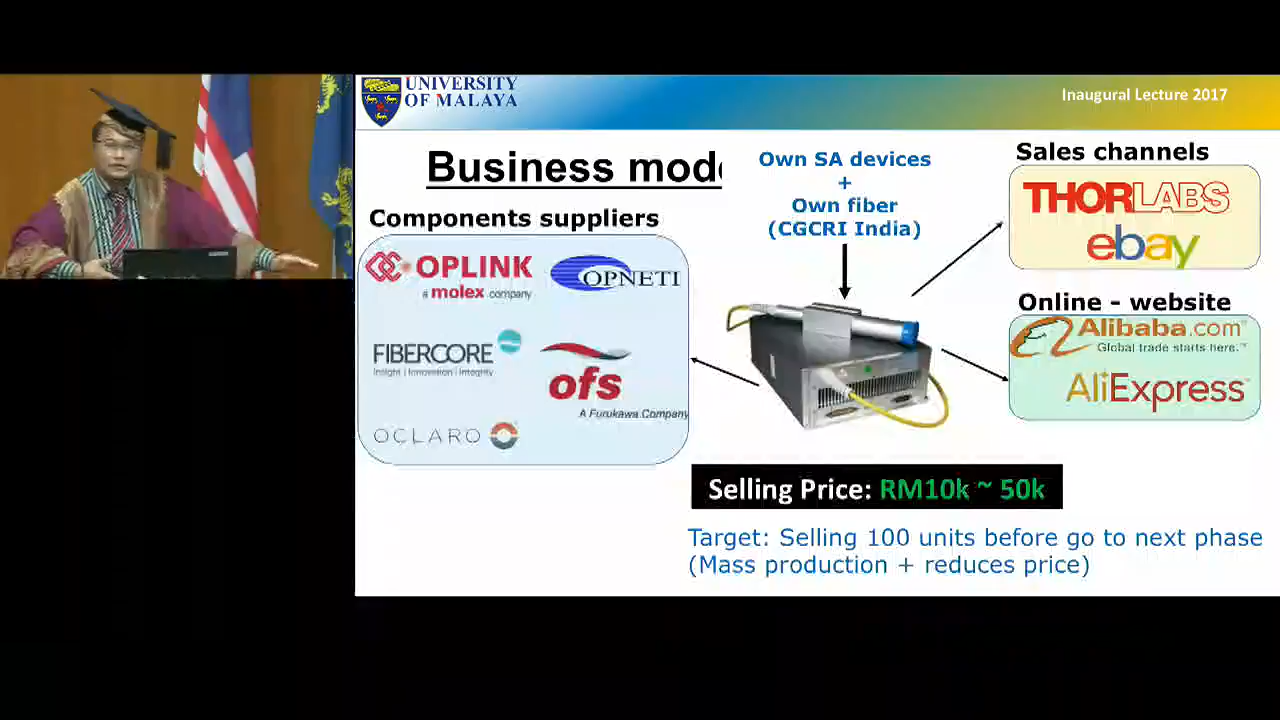 UNIVERSITY
OF MALAYA
Inaugural Lecture 2017
Business mode
Components suppliers
OPLINK
a molex company
OPNETI
FIBERCORE
Insight | Innovation | Integrity
ofs
A Furukawa Company
OCLARO
Own SA devices
+
Own fiber
(CGCRI India)
Sales channels
THORLABS
ebay
Online - website
Alibaba.com
Global trade starts here.™
AliExpress
Selling Price: RM10k ~ 50k
Target: Selling 100 units before go to next phase
(Mass production + reduces price)